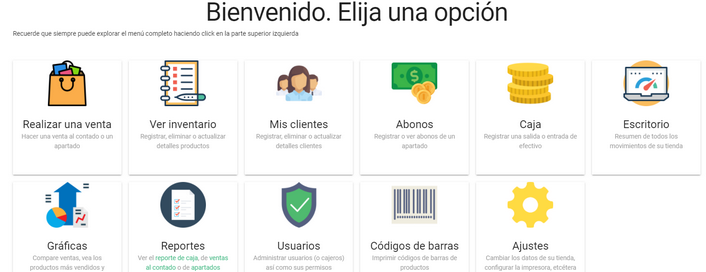 Bienvenido. Elija una opción
Recuerde que siempre puede explorar el menú completo haciendo click en la parte superior izquierda
Realizar una venta
Hacer una venta al contado o un
apartado
Ver inventario
Registrar, eliminar o actualizar
detalles productos
Mis clientes
Registrar, eliminar o actualizar
detalles clientes
Abonos
Registrar o ver abonos de un
apartado
Caja
Registrar una salida o entrada de
efectivo
Escritorio
Resumen de todos los
movimientos de su tienda
Gráficas
Compare ventas, vea los
productos más vendidos y
Reportes
Ver el reporte de caja, de ventas
al contado o de apartados
Usuarios
Administrar usuarios (o cajeros)
así como sus permisos
Códigos de barras
Imprimir códigos de barras de
productos
Ajustes
Cambiar los datos de su tienda,
configurar la impresora, etcétera